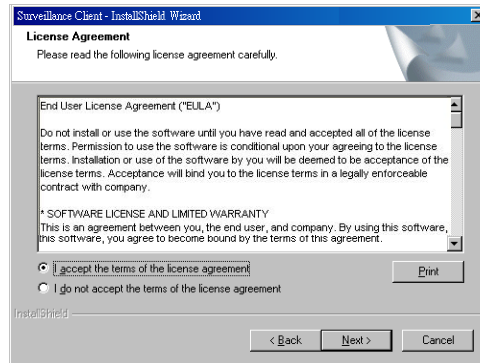 Surveillance Client - InstallShield Wizard
License Agreement
Please read the following license agreement carefully.
End User License Agreement ("EULA")
Do not install or use the software until you have read and accepted all of the license
terms. Permission to use the software is conditional upon your agreeing to the license
terms. Installation or use of the software by you will be deemed to be acceptance of the
license terms. Acceptance will bind you to the license terms in a legally enforceable
contract with company.
* SOFTWARE LICENSE AND LIMITED WARRANTY
This is an agreement between you, the end user, and company. By using this software,
this software, you agree to become bound by the terms of this agreement.
I accept the terms of the license agreement
Print
I do not accept the terms of the license agreement
InstallShield
< Back
Next >
Cancel